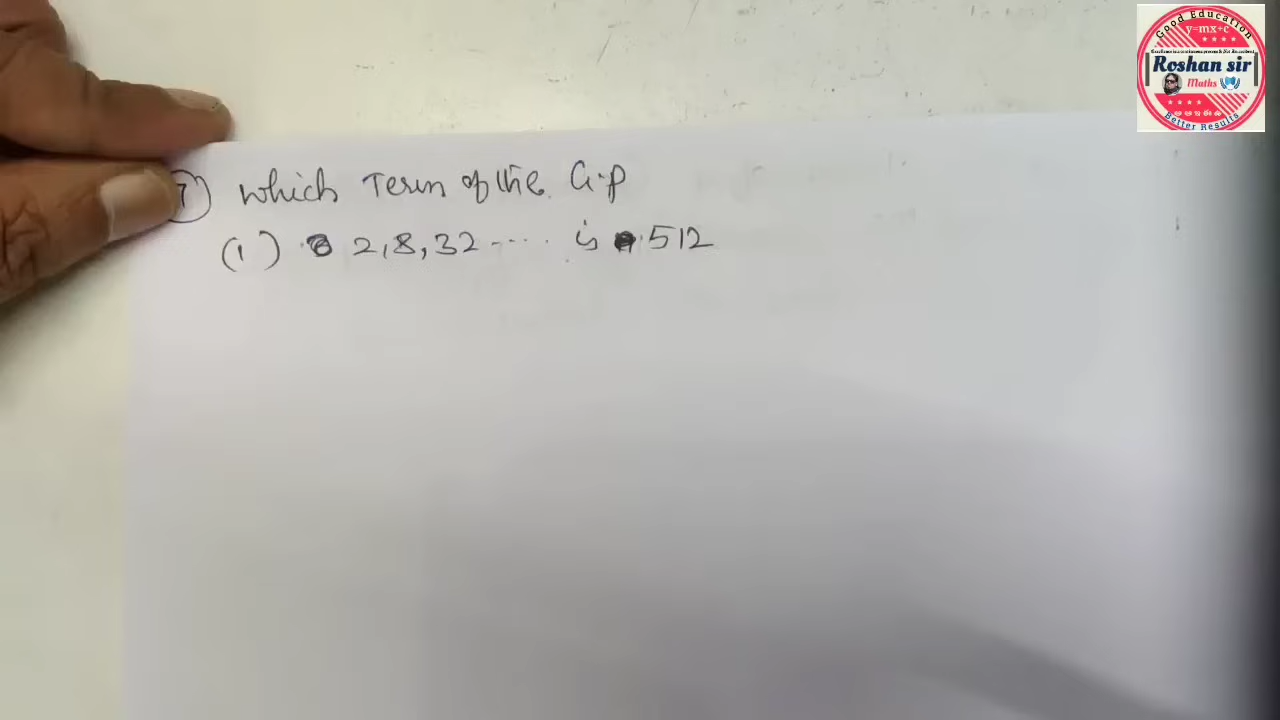 Good Education
y=mx+c
Roshan sir
Maths
Better Results
7) Which Term of the G.P
(1) 2,8,32---- is 512